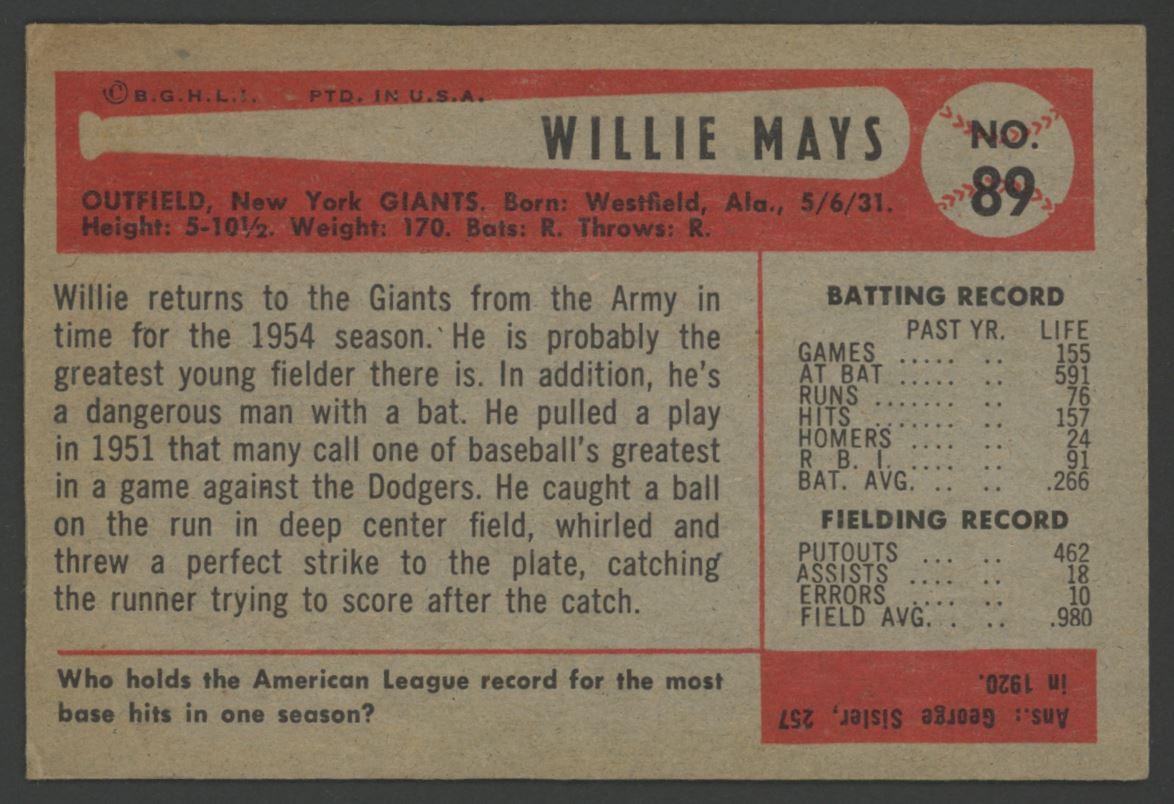 © B.G.H.L.I. PTD. IN U.S.A.
WILLIE MAYS
NO.
89
OUTFIELD, New York GIANTS. Born: Westfield, Ala., 5/6/31.
Height: 5-10½. Weight: 170. Bats: R. Throws: R.
Willie returns to the Giants from the Army in
time for the 1954 season. He is probably the
greatest young fielder there is. In addition, he's
a dangerous man with a bat. He pulled a play
in 1951 that many call one of baseball's greatest
in a game against the Dodgers. He caught a ball
on the run in deep center field, whirled and
threw a perfect strike to the plate, catching
the runner trying to score after the catch.
BATTING RECORD
PAST YR. LIFE
GAMES ..... .. 155
AT BAT ..... .. 591
RUNS ....... .. 76
HITS ....... .. 157
HOMERS .... .. 24
R B. I. .... .. 91
BAT. AVG. .. .. .266
FIELDING RECORD
PUTOUTS .... .. 462
ASSISTS .... .. 18
ERRORS .... .. 10
FIELD AVG. . .. .980
Who holds the American League record for the most
base hits in one season?
Ans.: George Sisler, 257
in 1920.